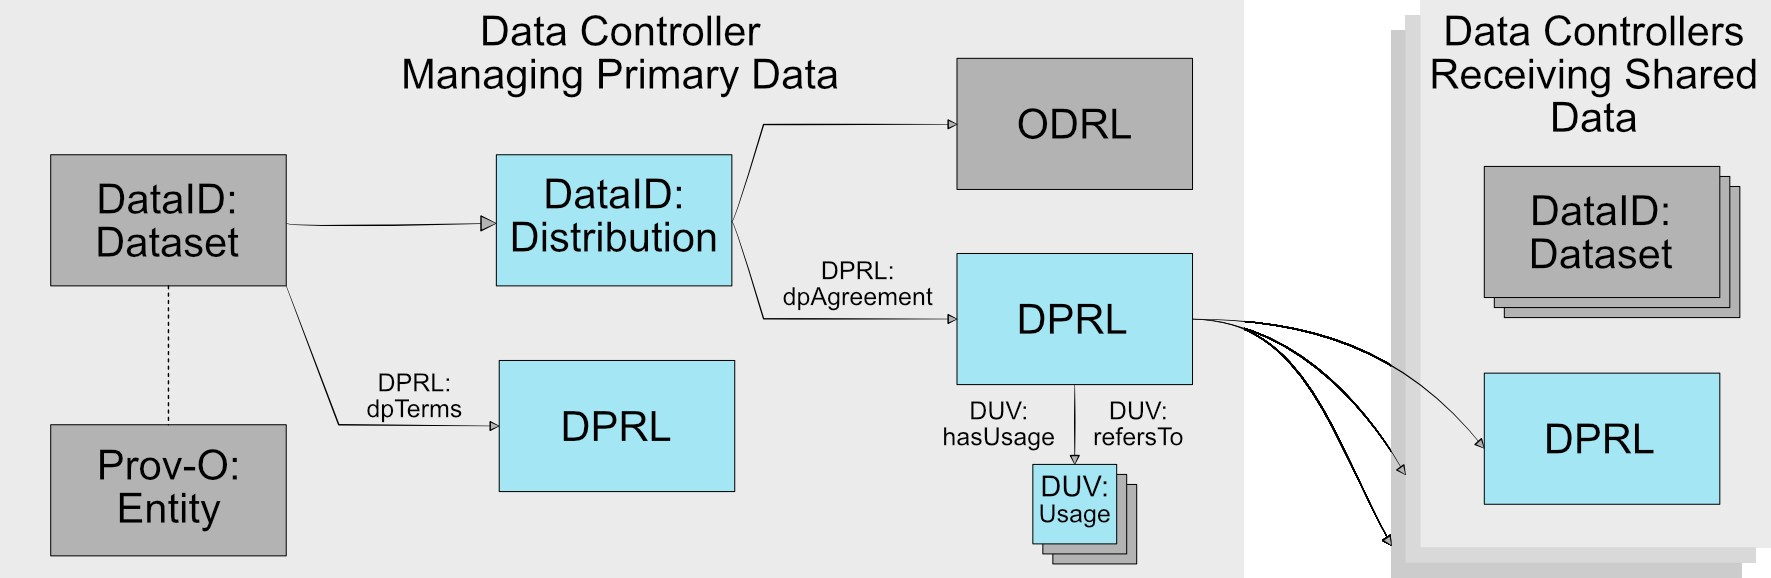 Data Controller
Managing Primary Data
DataID:
Dataset
Prov-O:
Entity
DPRL:
dpTerms
DataID:
Distribution
DPRL
DPRL:
dpAgreement
ODRL
DPRL
DUV:
hasUsage
DUV:
refersTo
DUV:
Usage
Data Controllers
Receiving Shared
Data
DataID:
Dataset
DPRL